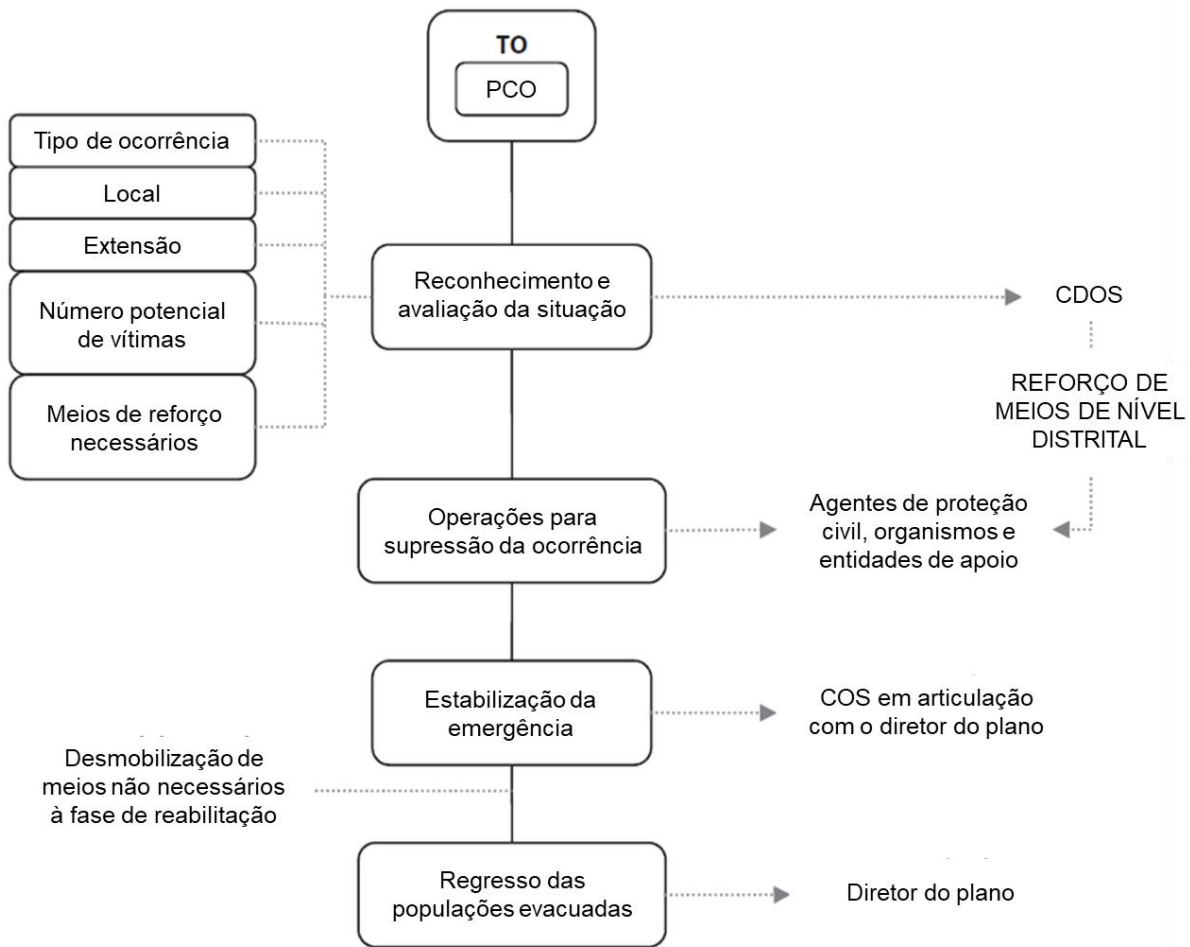 TO
PCO
Tipo de ocorrência
Local
Extensão
Número potencial
de vítimas
Meios de reforço
necessários
Reconhecimento e
avaliação da situação
CDOS
REFORÇO DE
MEIOS DE NÍVEL
DISTRITAL
Operações para
supressão da ocorrência
Agentes de proteção
civil, organismos e
entidades de apoio
Estabilização da
emergência
COS em articulação
com o diretor do plano
Desmobilização de
meios não necessários
à fase de reabilitação
Regresso das
populações evacuadas
Diretor do plano